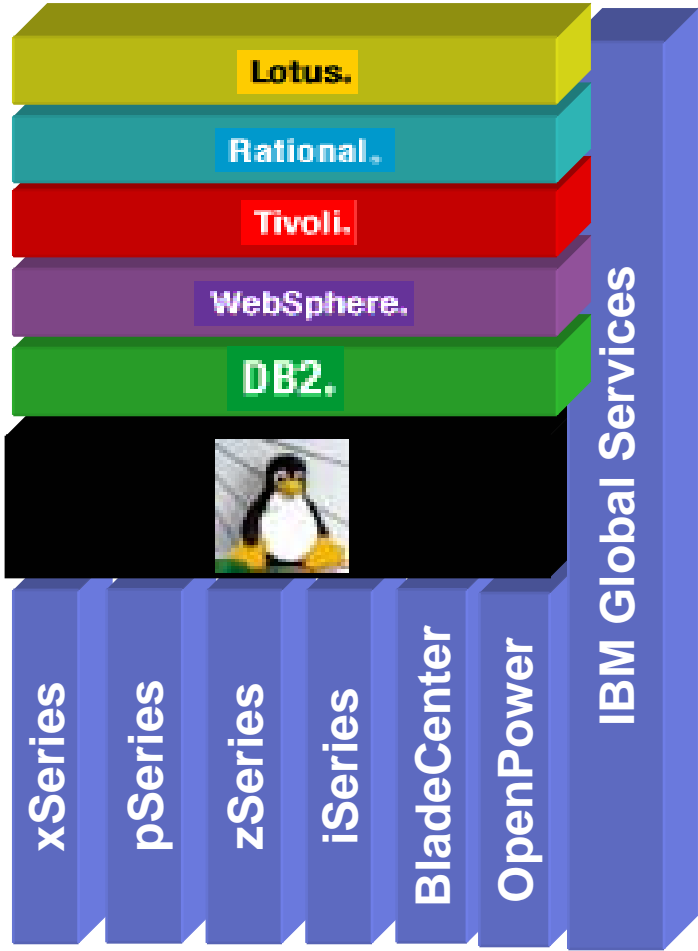 Lotus.
Rational.
Tivoli.
WebSphere.
DB2.
xSeries
pSeries
zSeries
iSeries
BladeCenter
OpenPower
IBM Global Services